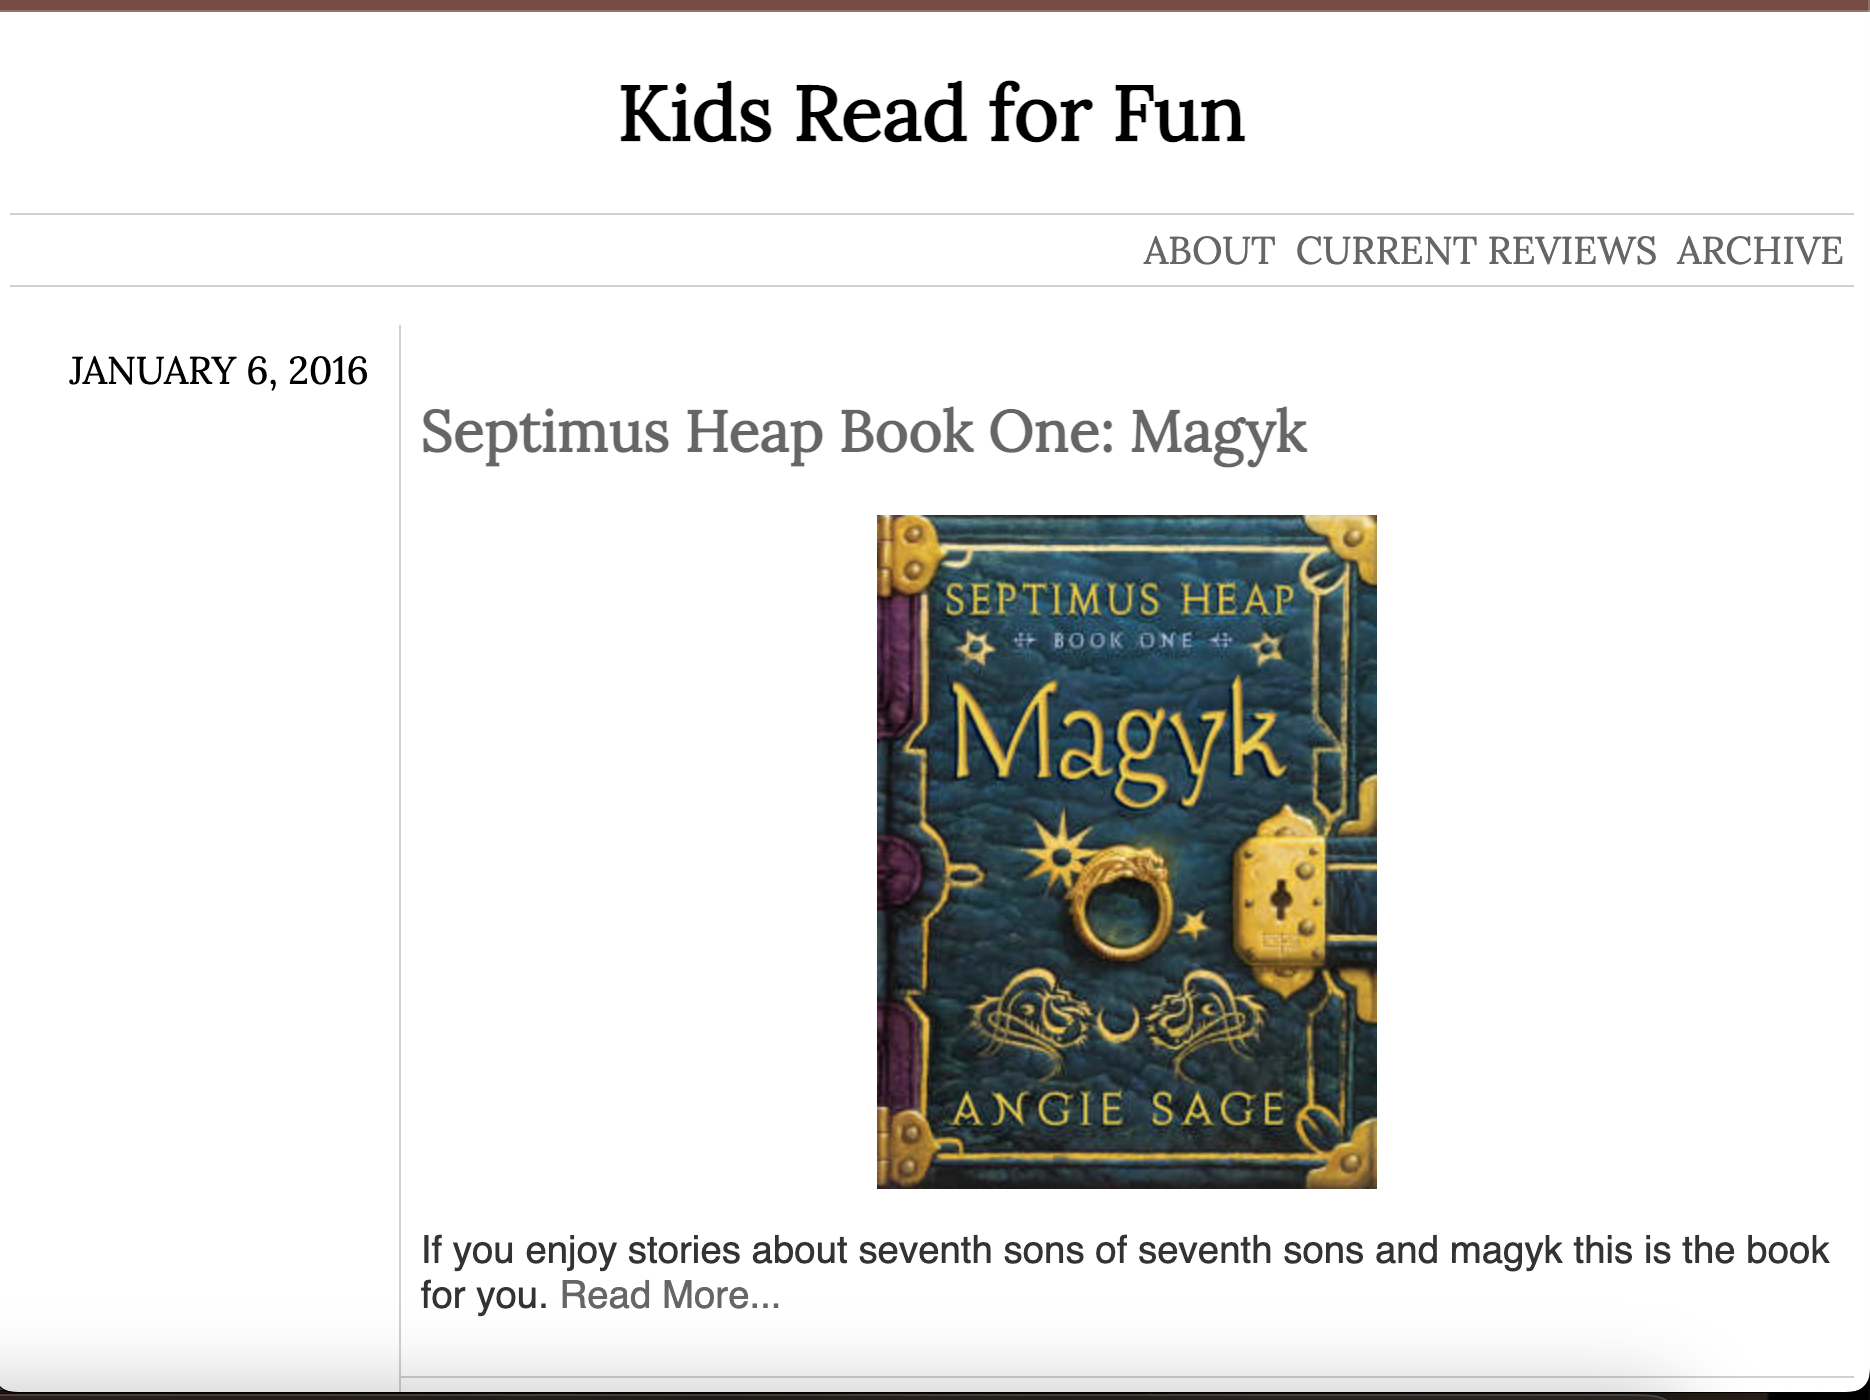 Kids Read for Fun
ABOUT CURRENT REVIEWS ARCHIVE
JANUARY 6, 2016
Septimus Heap Book One: Magyk
SEPTIMUS HEAP
BOOK ONE
Magyk
ANGIE SAGE
If you enjoy stories about seventh sons of seventh sons and magyk this is the book
for you. Read More...